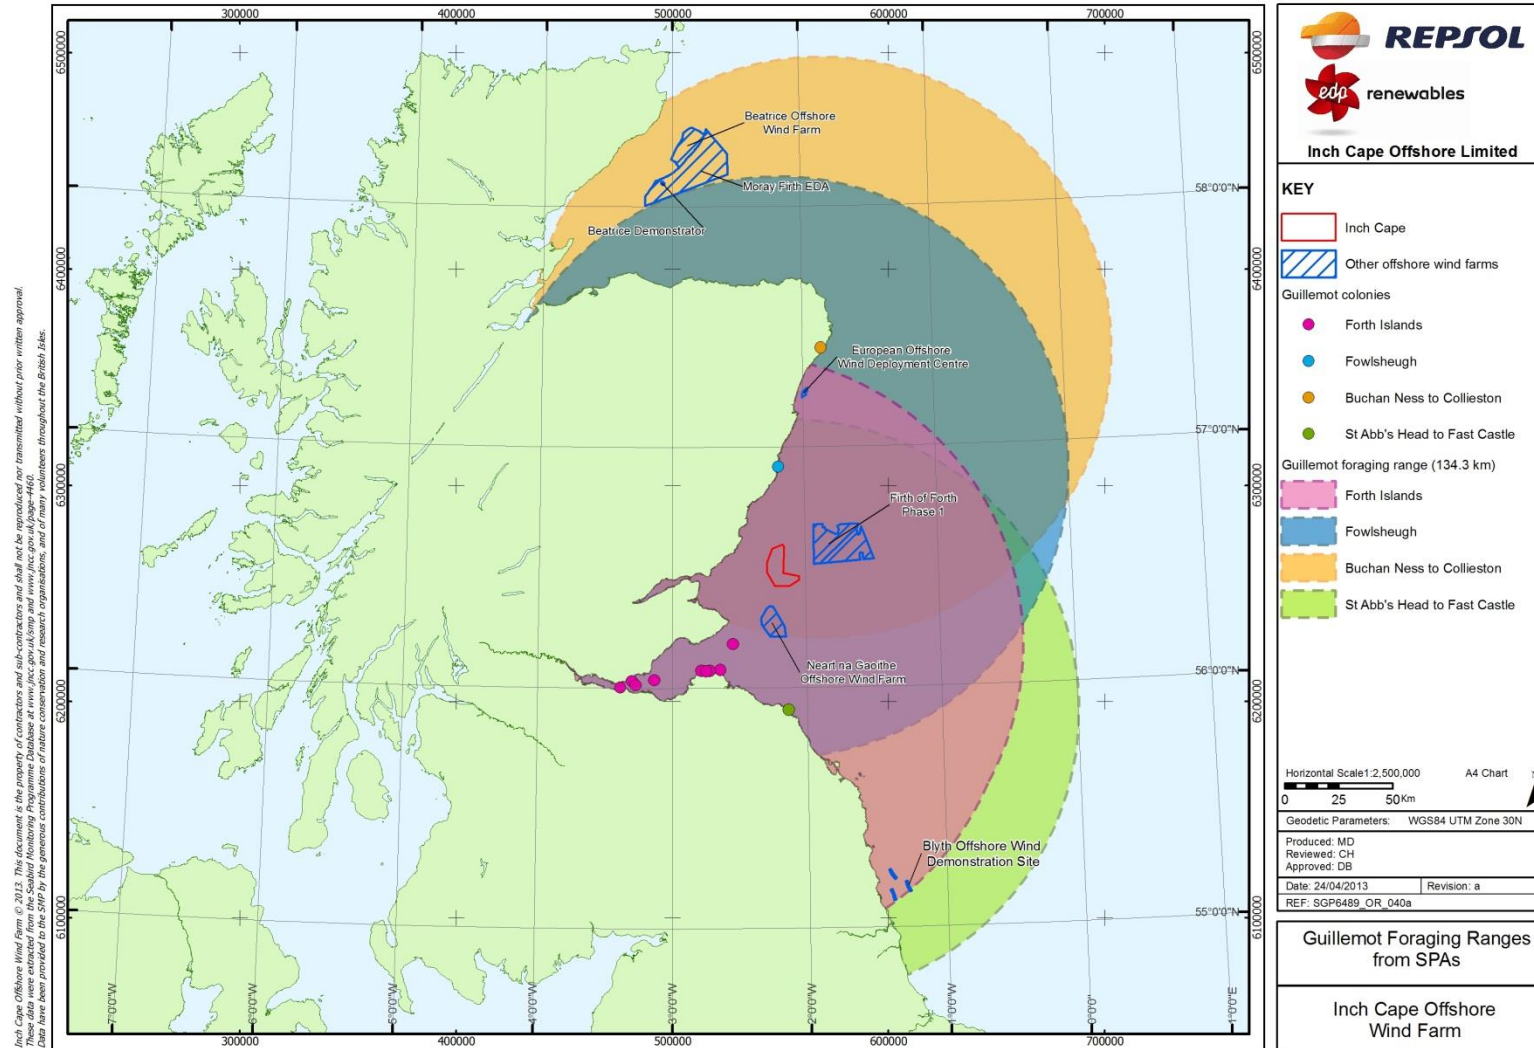 300000
400000
500000
600000
700000
6500000
6400000
6300000
6200000
6100000
6500000
6400000
6300000
6200000
6100000
58°0'0"N
57°0'0"N
56°0'0"N
55°0'0"N
7°0'0"W
6°0'0"W
5°0'0"W
4°0'0"W
3°0'0"W
2°0'0"W
1°0'0"W
0°0'0"
1°0'0"E
300000
400000
500000
600000
700000
Beatrice Offshore
Wind Farm
Moray Firth EDA
Beatrice Demonstrator
European Offshore
Wind Deployment Centre
Firth of Forth
Phase 1
Neart na Gaoithe
Offshore Wind Farm
Blyth Offshore Wind
Demonstration Site
Inch Cape Offshore Wind Farm © 2013. This document is the property of contractors and sub-contractors and shall not be reproduced nor transmitted without prior written approval.
These data were extracted from the Seabird Monitoring Programme Database at www.jncc.gov.uk/smp and www.jncc.gov.uk/page-4460.
Data have been provided to the SMP by the generous contributions of nature conservation and research organisations, and of many volunteers throughout the British Isles.
REPSOL
edp renewables
Inch Cape Offshore Limited
KEY
Inch Cape
Other offshore wind farms
Guillemot colonies
Forth Islands
Fowlsheugh
Buchan Ness to Collieston
St Abb's Head to Fast Castle
Guillemot foraging range (134.3 km)
Forth Islands
Fowlsheugh
Buchan Ness to Collieston
St Abb's Head to Fast Castle
Horizontal Scale1:2,500,000
A4 Chart
0 25 50Km
Geodetic Parameters: WGS84 UTM Zone 30N
Produced: MD
Reviewed: CH
Approved: DB
Date: 24/04/2013
Revision: a
REF: SGP6489_OR_040a
Guillemot Foraging Ranges
from SPAs
Inch Cape Offshore
Wind Farm